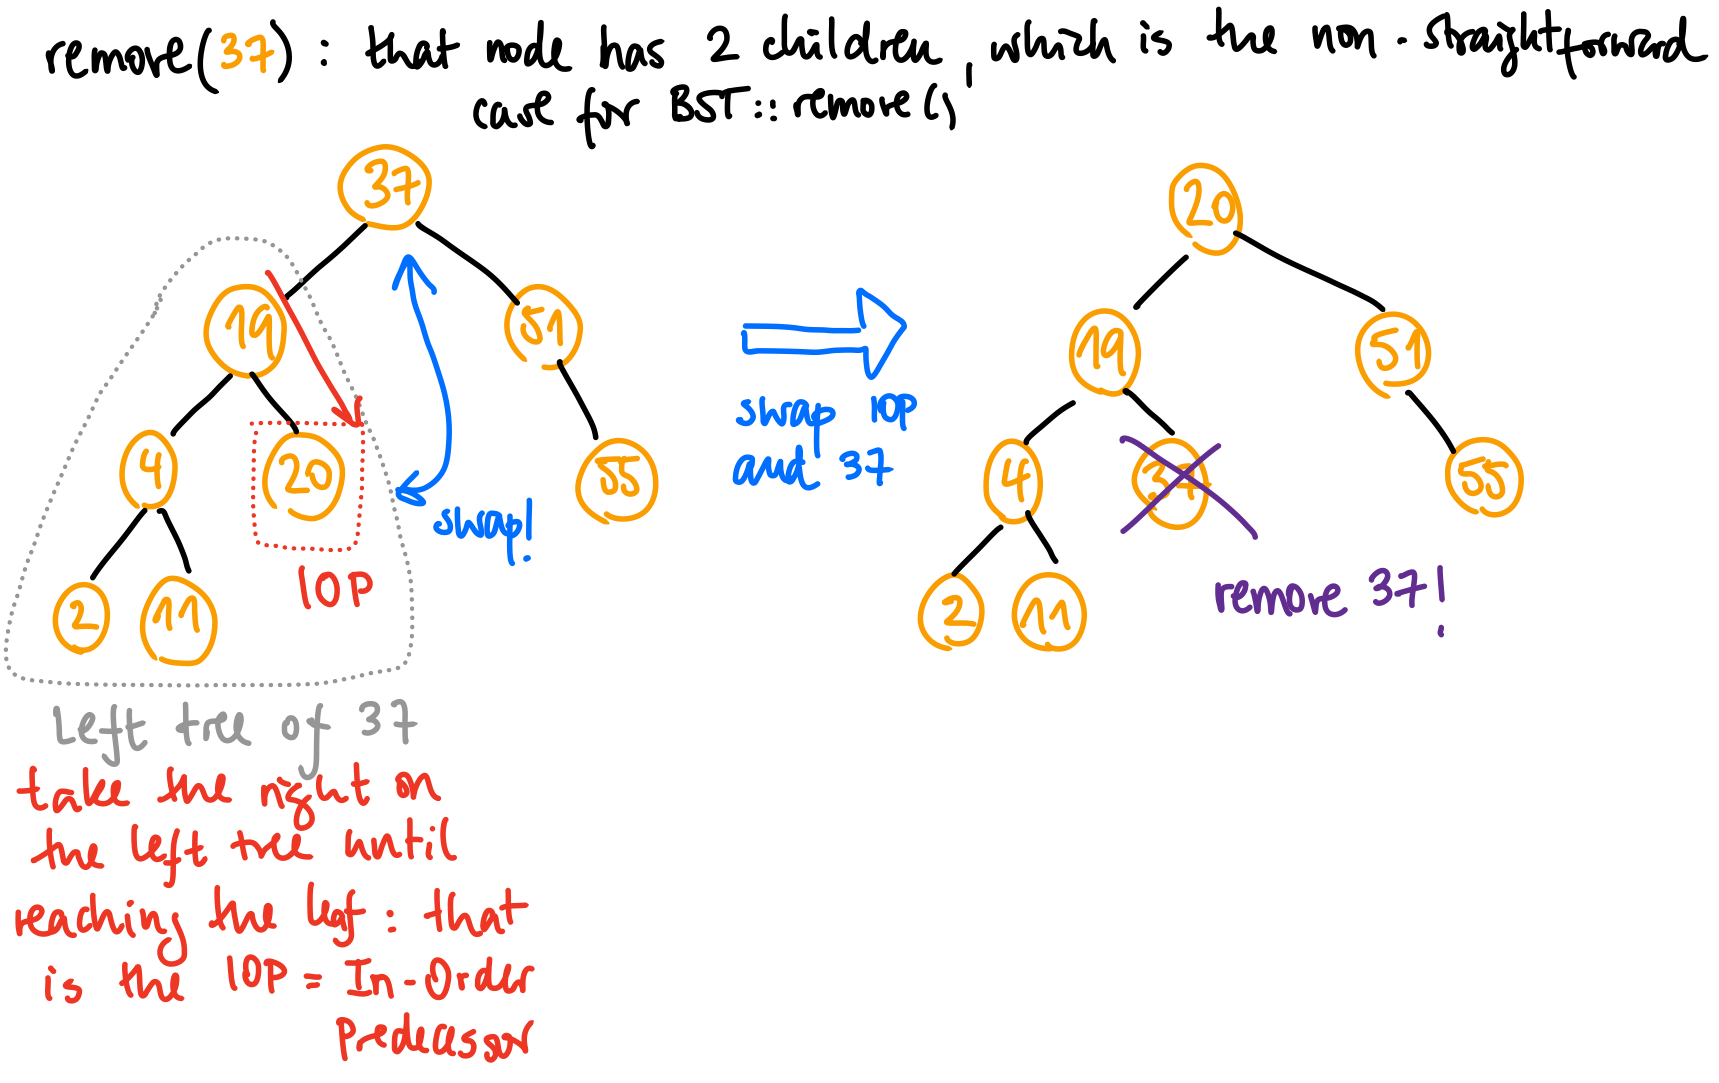 remove(37) : that node has 2 children, which is the non-straightforward
case for BST::remove()
37
19
51
4
20
55
2
11
IOP
swap!
left tree of 37
take the right on
the left tree until
reaching the leaf : that
is the IOP = In-Order
Predecessor
swap IOP
and 37
20
19
51
4
37
55
2
11
remove 37!